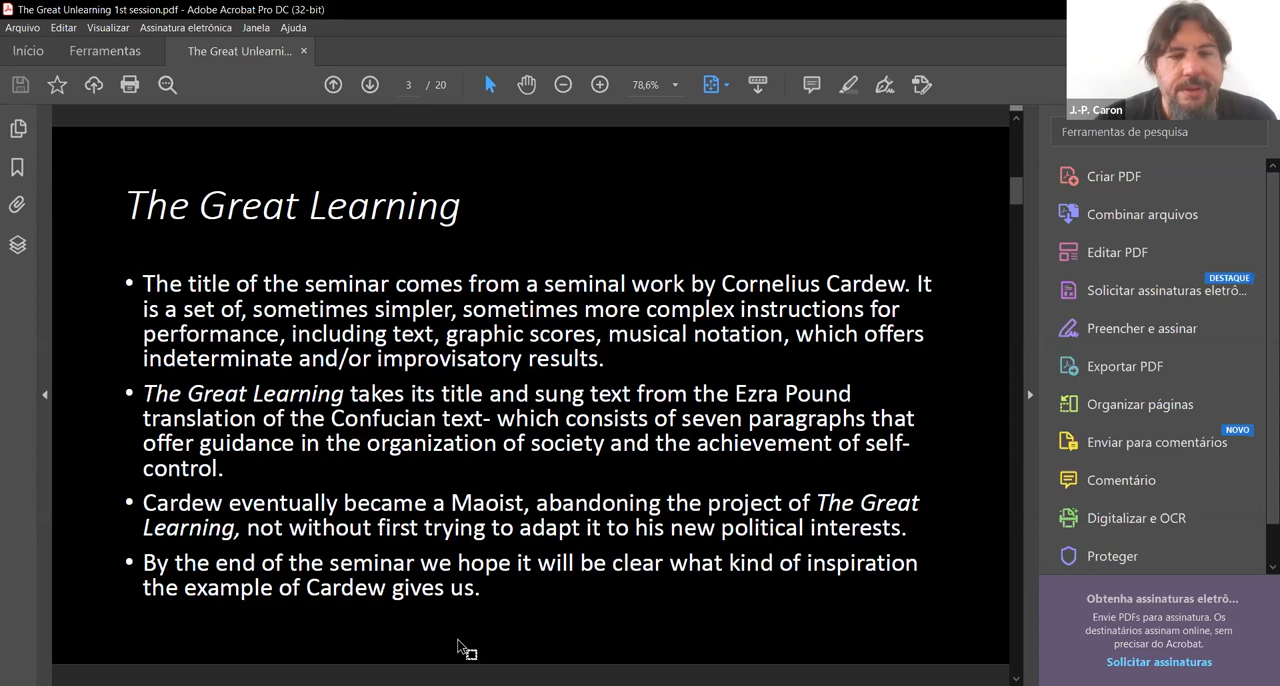 The Great Unlearning 1st session.pdf - Adobe Acrobat Pro DC (32-bit)
Arquivo Editar Visualizar Assinatura eletrônica Janela Ajuda
Início Ferramentas The Great Unlearni... ×
3 / 20 78,6%
J.-P. Caron
The Great Learning
• The title of the seminar comes from a seminal work by Cornelius Cardew. It
is a set of, sometimes simpler, sometimes more complex instructions for
performance, including text, graphic scores, musical notation, which offers
indeterminate and/or improvisatory results.
• The Great Learning takes its title and sung text from the Ezra Pound
translation of the Confucian text- which consists of seven paragraphs that
offer guidance in the organization of society and the achievement of self-
control.
• Cardew eventually became a Maoist, abandoning the project of The Great
Learning, not without first trying to adapt it to his new political interests.
• By the end of the seminar we hope it will be clear what kind of inspiration
the example of Cardew gives us.
Ferramentas de pesquisa
Criar PDF
Combinar arquivos
Editar PDF
DESTAQUE
Solicitar assinaturas eletrô...
Preencher e assinar
Exportar PDF
Organizar páginas
NOVO
Enviar para comentários
Comentário
Digitalizar e OCR
Proteger
Obtenha assinaturas eletrô...
Envie PDFs para assinatura. Os
destinatários assinam online, sem
precisar do Acrobat.
Solicitar assinaturas